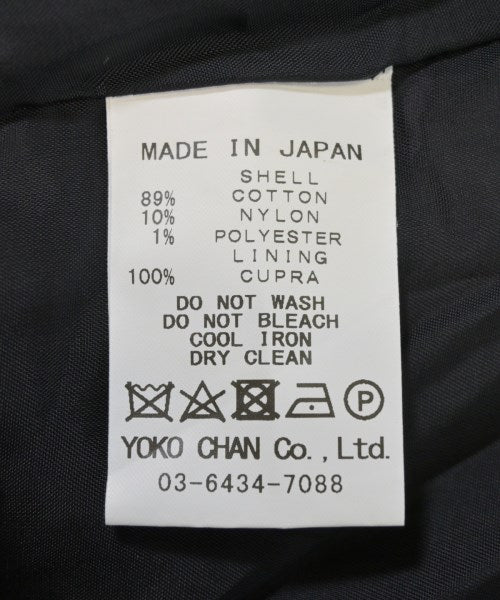 MADE IN JAPAN
SHELL
89% COTTON
10% NYLON
1% POLYESTER
LINING
100% CUPRA
DO NOT WASH
DO NOT BLEACH
COOL IRON
DRY CLEAN
P
YOKO CHAN Co., Ltd.
03-6434-7088